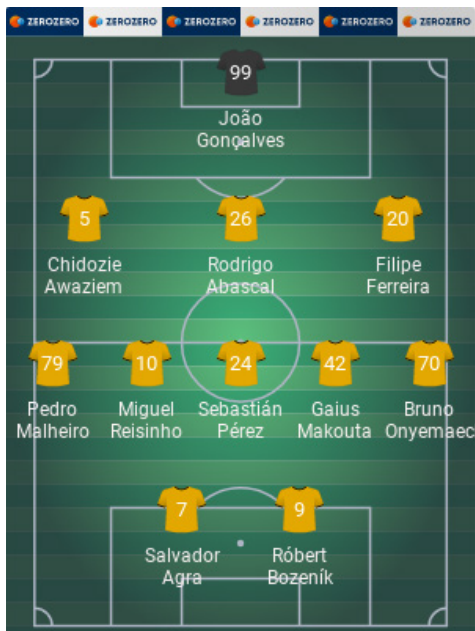 ZEROZERO ZEROZERO ZEROZERO ZEROZERO ZEROZERO ZEROZERO
99
João
Gonçalves
5 26 20
Chidozie Rodrigo Filipe
Awaziem Abascal Ferreira
79 10 24 42 70
Pedro Miguel Sebastián Gaius Bruno
Malheiro Reisinho Pérez Makouta Onyemaec
7 9
Salvador Róbert
Agra Bozeník